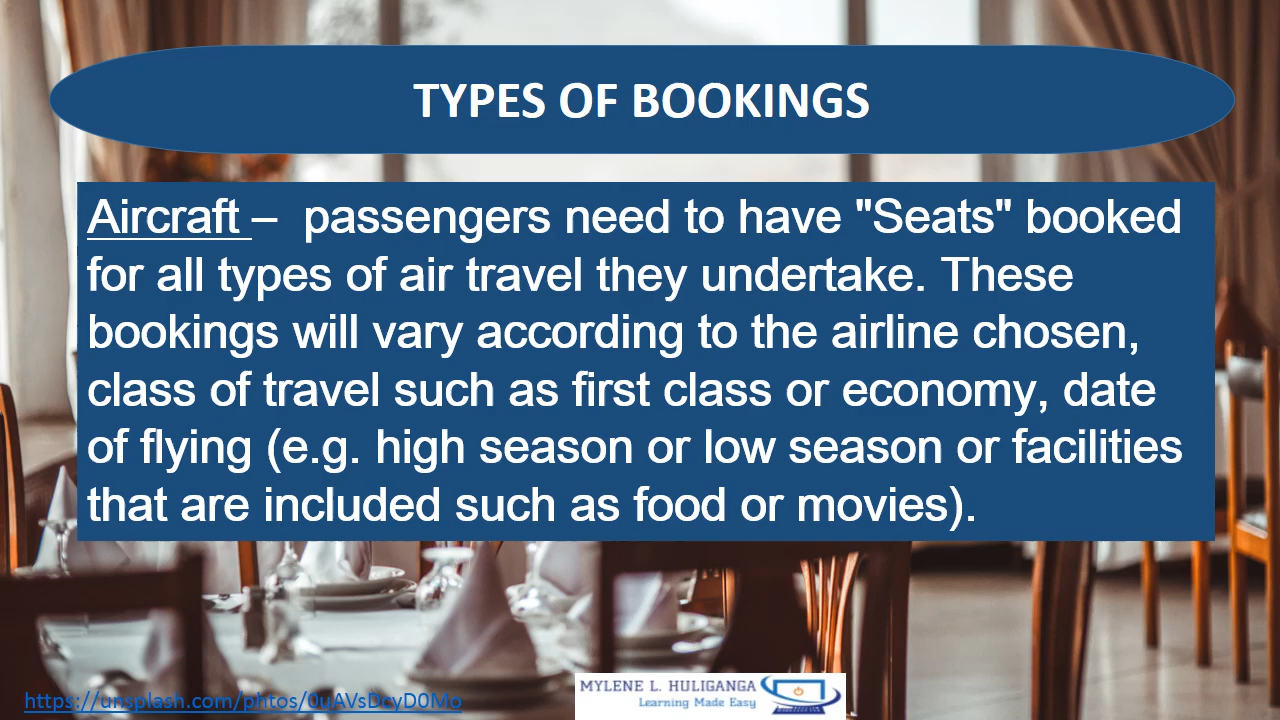 TYPES OF BOOKINGS
Aircraft – passengers need to have "Seats" booked
for all types of air travel they undertake. These
bookings will vary according to the airline chosen,
class of travel such as first class or economy, date
of flying (e.g. high season or low season or facilities
that are included such as food or movies).
https://unsplash.com/phtos/0uAVsDcyD0Mo
MYLENE L. HULIGANGA
Learning Made Easy